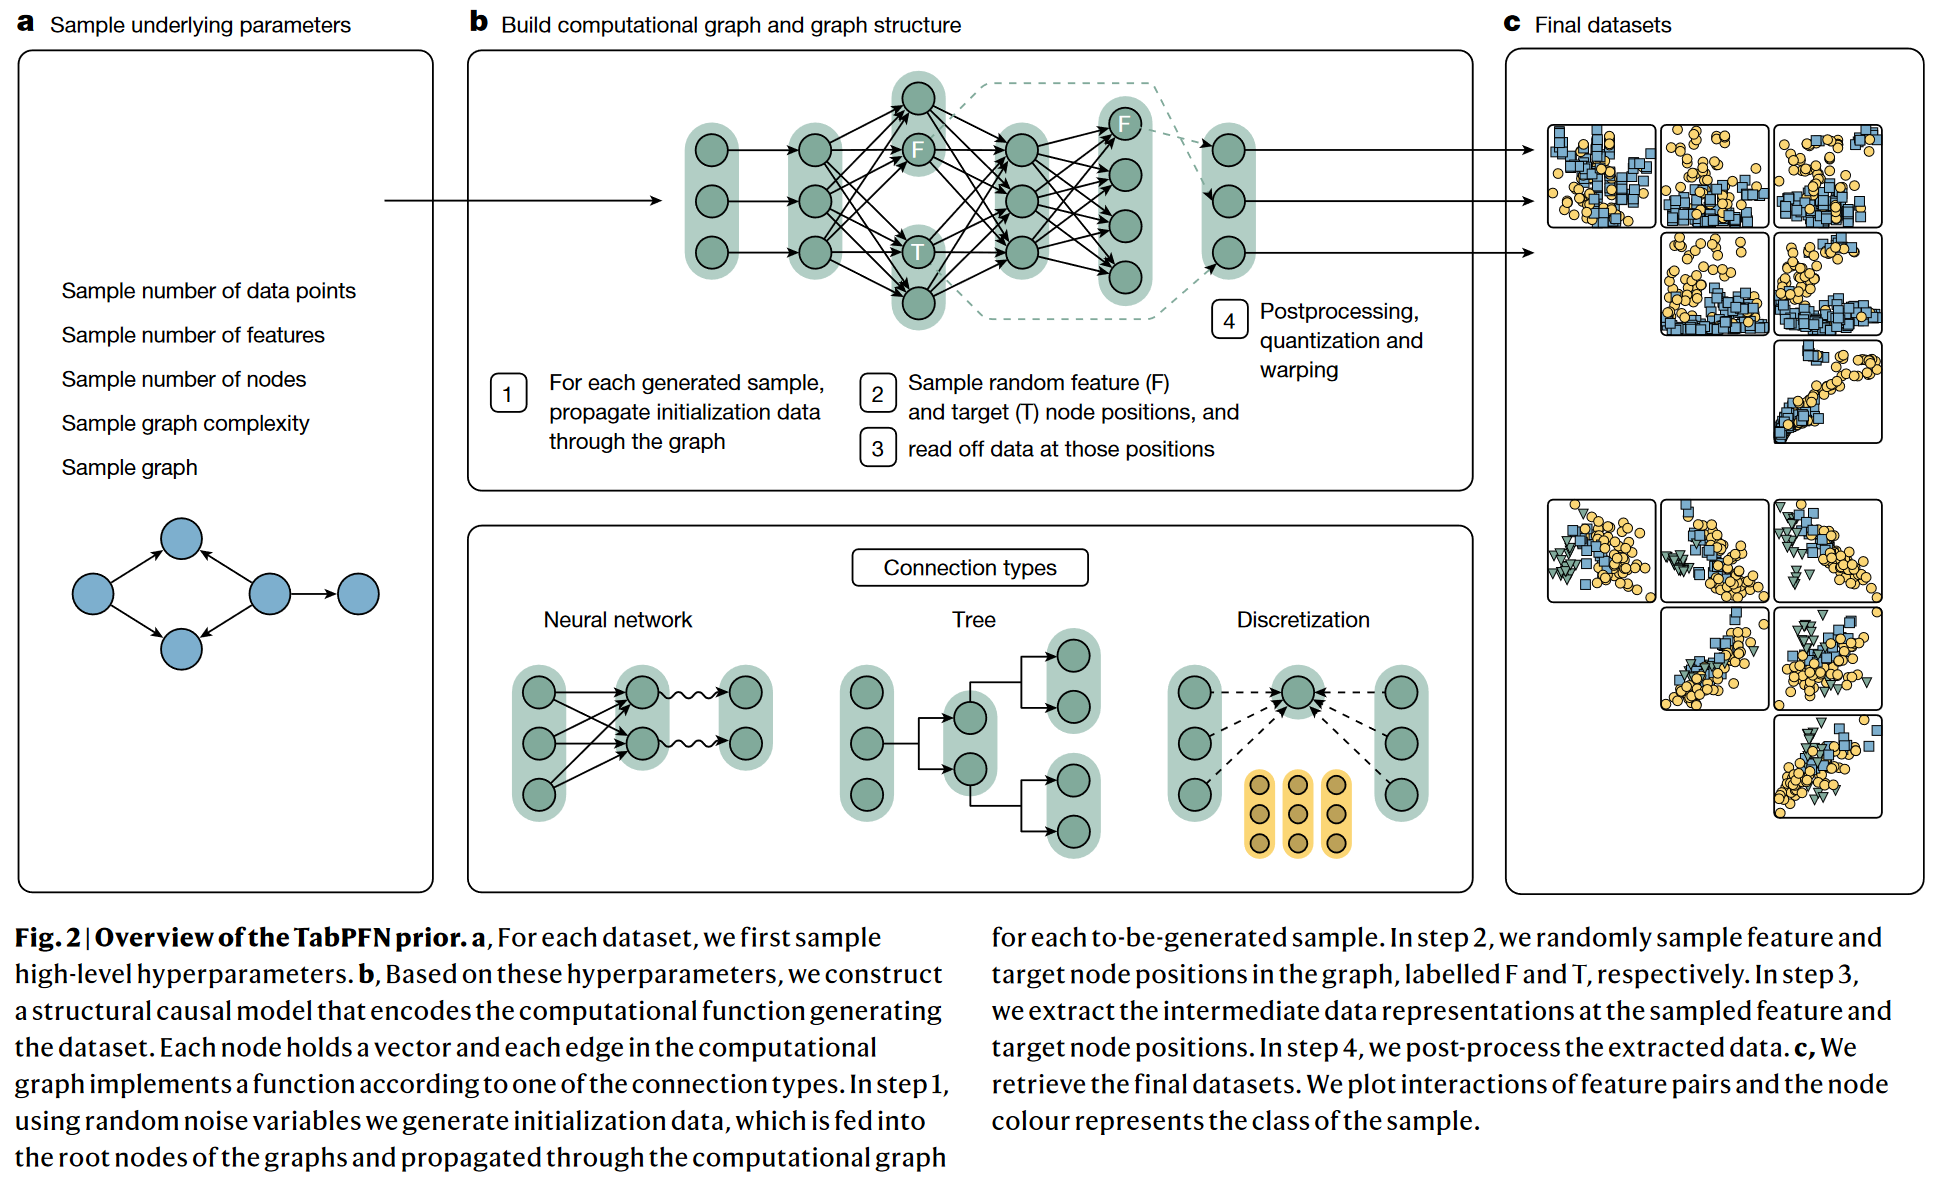 a Sample underlying parameters
Sample number of data points
Sample number of features
Sample number of nodes
Sample graph complexity
Sample graph
b Build computational graph and graph structure
F
F
T
1 For each generated sample,
propagate initialization data
through the graph
2 Sample random feature (F)
and target (T) node positions, and
3 read off data at those positions
4 Postprocessing,
quantization and
warping
Connection types
Neural network
Tree
Discretization
c Final datasets
Fig. 2 | Overview of the TabPFN prior. a, For each dataset, we first sample
high-level hyperparameters. b, Based on these hyperparameters, we construct
a structural causal model that encodes the computational function generating
the dataset. Each node holds a vector and each edge in the computational
graph implements a function according to one of the connection types. In step 1,
using random noise variables we generate initialization data, which is fed into
the root nodes of the graphs and propagated through the computational graph
for each to-be-generated sample. In step 2, we randomly sample feature and
target node positions in the graph, labelled F and T, respectively. In step 3,
we extract the intermediate data representations at the sampled feature and
target node positions. In step 4, we post-process the extracted data. c, We
retrieve the final datasets. We plot interactions of feature pairs and the node
colour represents the class of the sample.